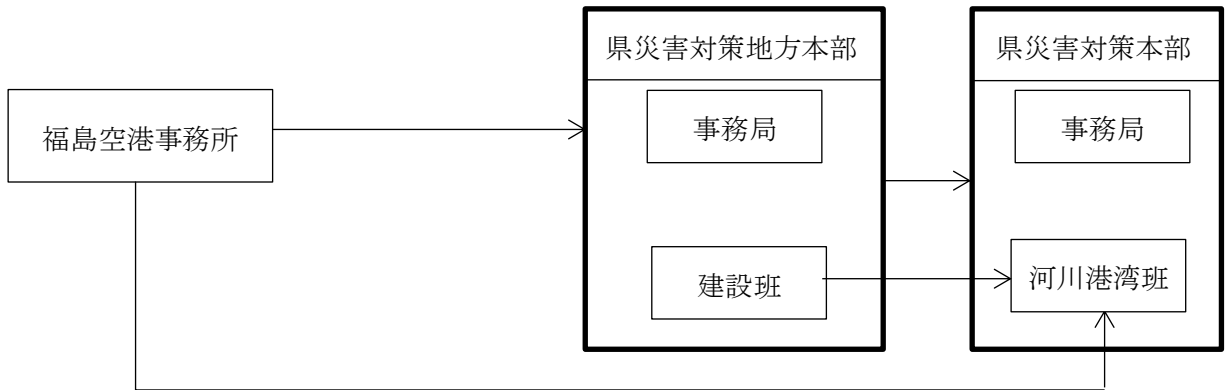 県災害対策地方本部
県災害対策本部
福島空港事務所
事務局
事務局
建設班
河川港湾班